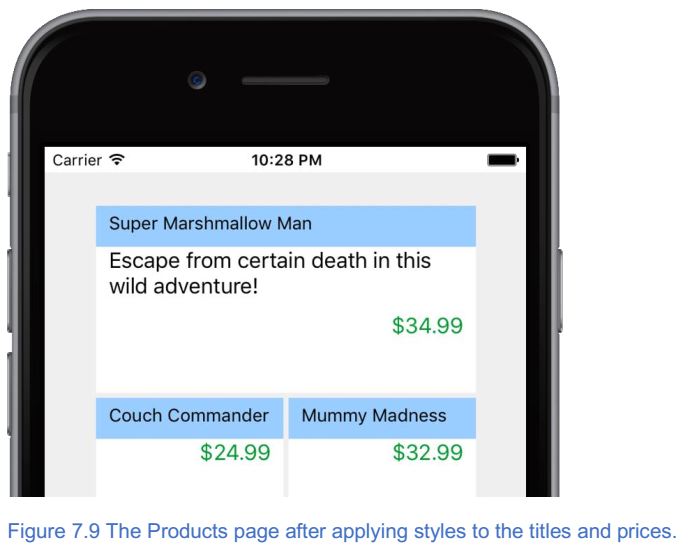 Carrier 10:28 PM
Super Marshmallow Man
Escape from certain death in this
wild adventure!
$34.99
Couch Commander Mummy Madness
$24.99 $32.99
Figure 7.9 The Products page after applying styles to the titles and prices.